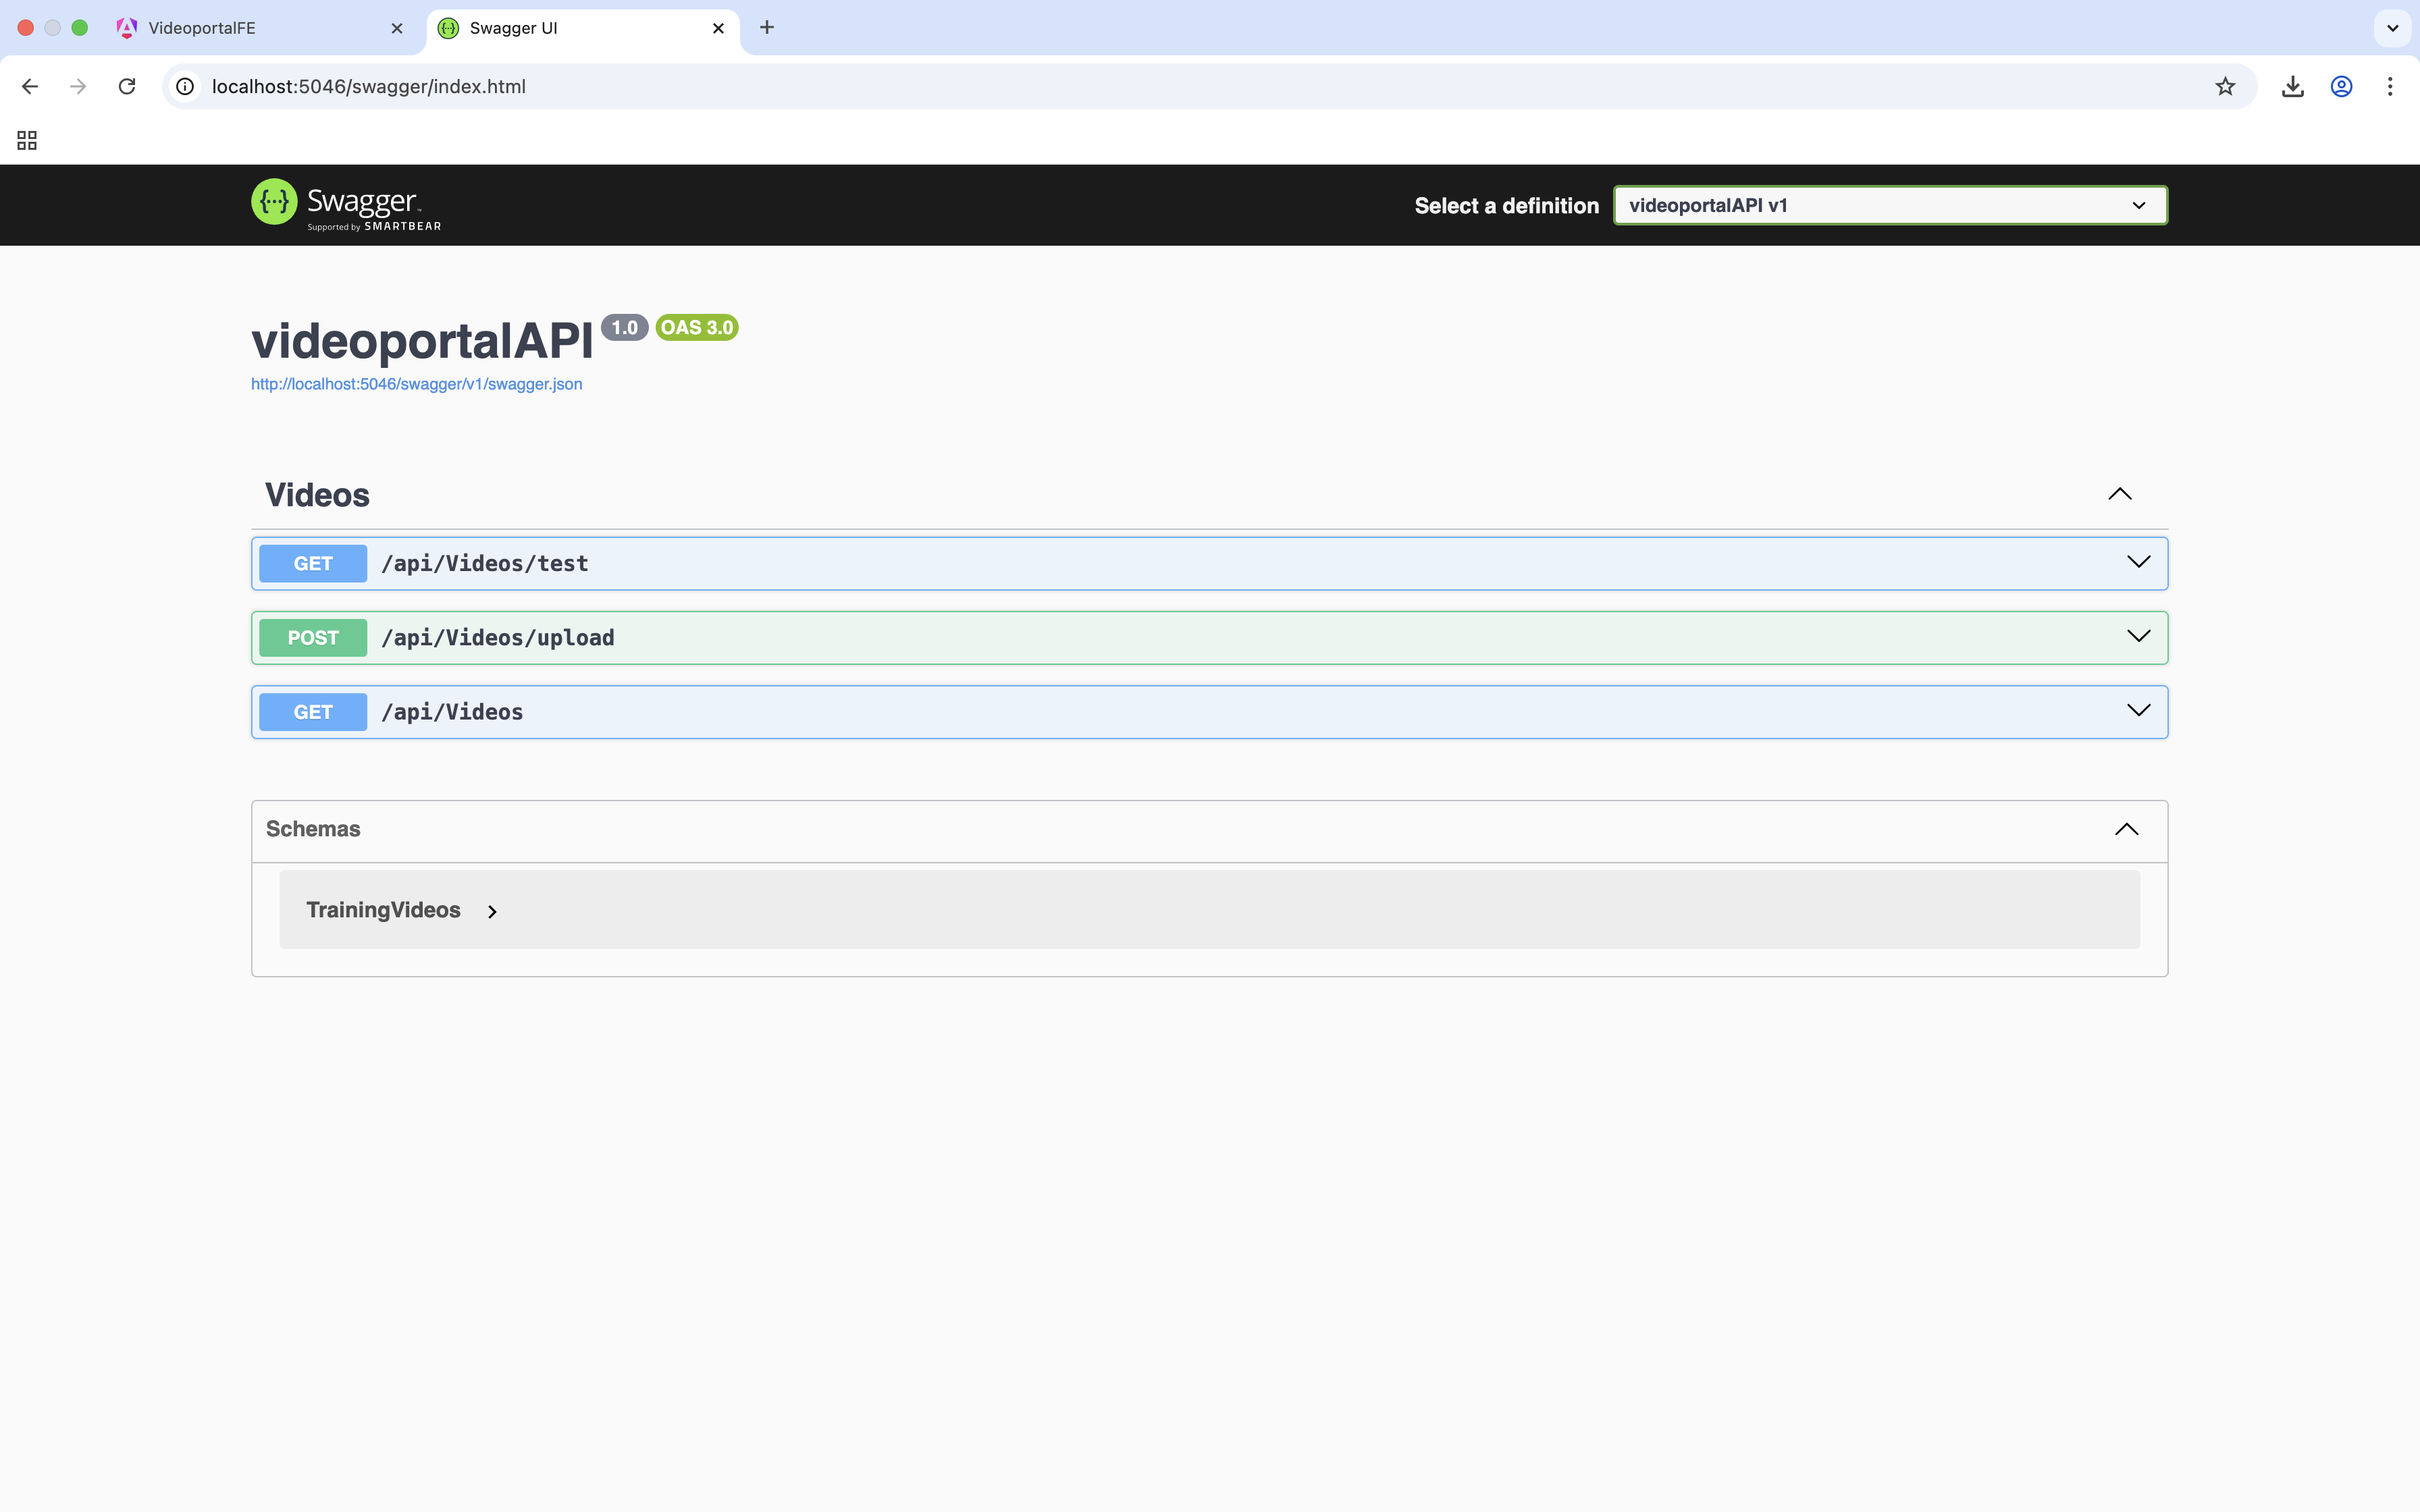 VideoportalFE
Swagger UI
localhost:5046/swagger/index.html
Swagger
Supported by SMARTBEAR
Select a definition
videoportalAPI v1
videoportalAPI 1.0 OAS 3.0
http://localhost:5046/swagger/v1/swagger.json
Videos
GET /api/Videos/test
POST /api/Videos/upload
GET /api/Videos
Schemas
TrainingVideos